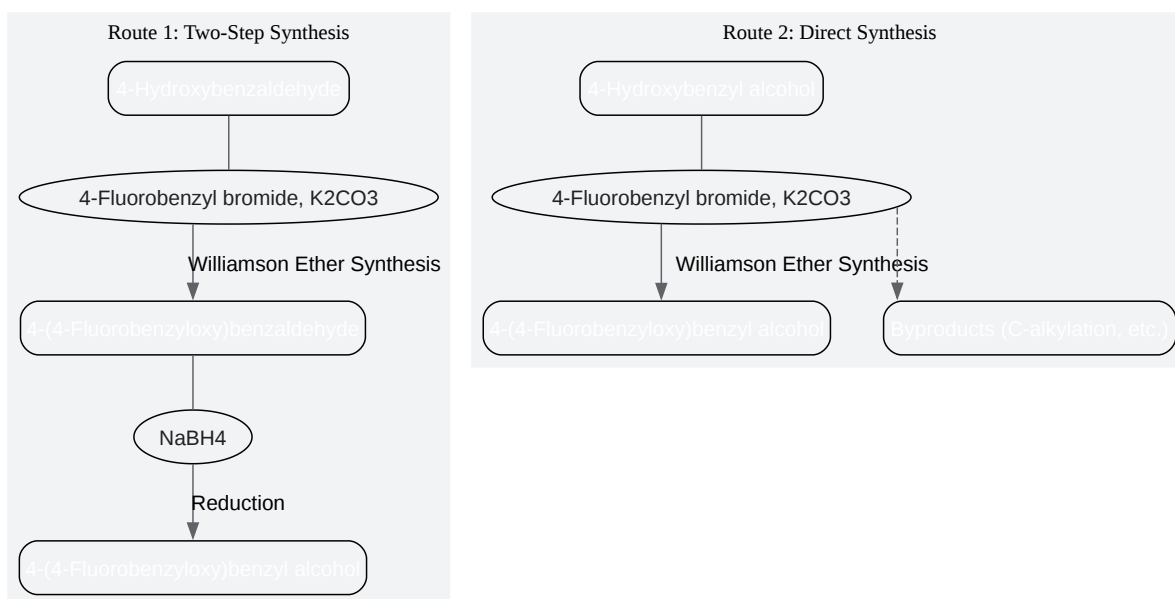 Route 1: Two-Step Synthesis
4-Hydroxybenzaldehyde
4-Fluorobenzyl bromide, K2CO3
Williamson Ether Synthesis
4-(4-Fluorobenzyloxy)benzaldehyde
NaBH4
Reduction
4-(4-Fluorobenzyloxy)benzyl alcohol
Route 2: Direct Synthesis
4-Hydroxybenzyl alcohol
4-Fluorobenzyl bromide, K2CO3
Williamson Ether Synthesis
4-(4-Fluorobenzyloxy)benzyl alcohol
Byproducts (C-alkylation, etc.)